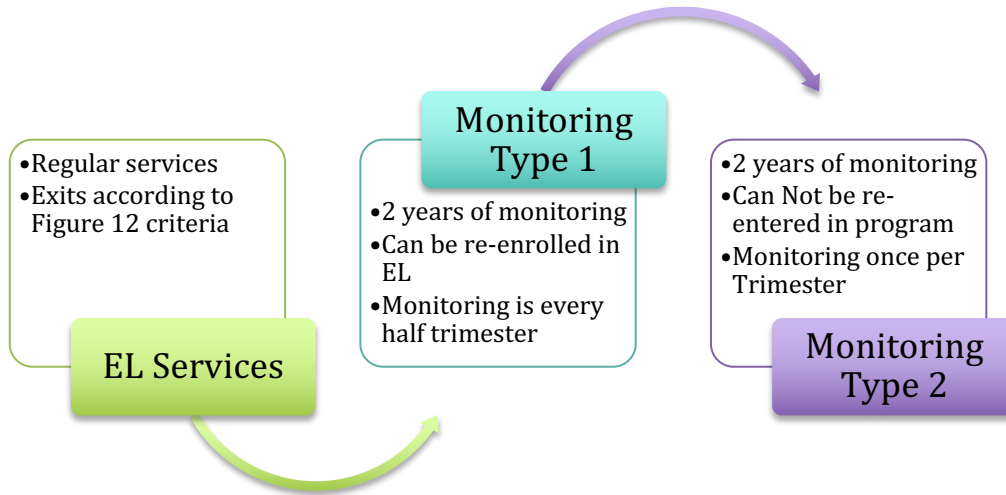 •Regular services
•Exits according to
Figure 12 criteria
EL Services
Monitoring
Type 1
•2 years of monitoring
•Can be re-enrolled in
EL
•Monitoring is every
half trimester
•2 years of monitoring
•Can Not be re-
entered in program
•Monitoring once per
Trimester
Monitoring
Type 2